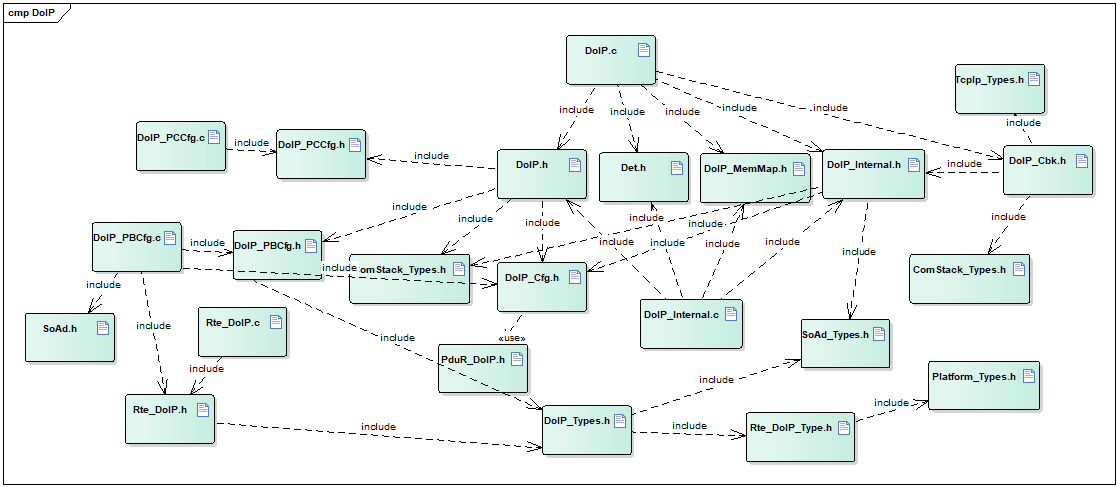 cmp DoIP
DoIP.c
TcpIp_Types.h
include
include
include
include
include
include
DoIP_PCCfg.c
include
DoIP_PCCfg.h
include
DoIP.h
Det.h
DoIP_MemMap.h
DoIP_Internal.h
include
DoIP_Cbk.h
include
include
include
include
include
include
include
include
include
include
include
DoIP_PBCfg.c
include
DoIP_PBCfg.h
include
ComStack_Types.h
DoIP_Cfg.h
ComStack_Types.h
include
include
SoAd.h
Rte_DoIP.c
DoIP_Internal.c
SoAd_Types.h
include
include
«use»
PduR_DoIP.h
include
Platform_Types.h
Rte_DoIP.h
include
DoIP_Types.h
include
Rte_DoIP_Type.h
include